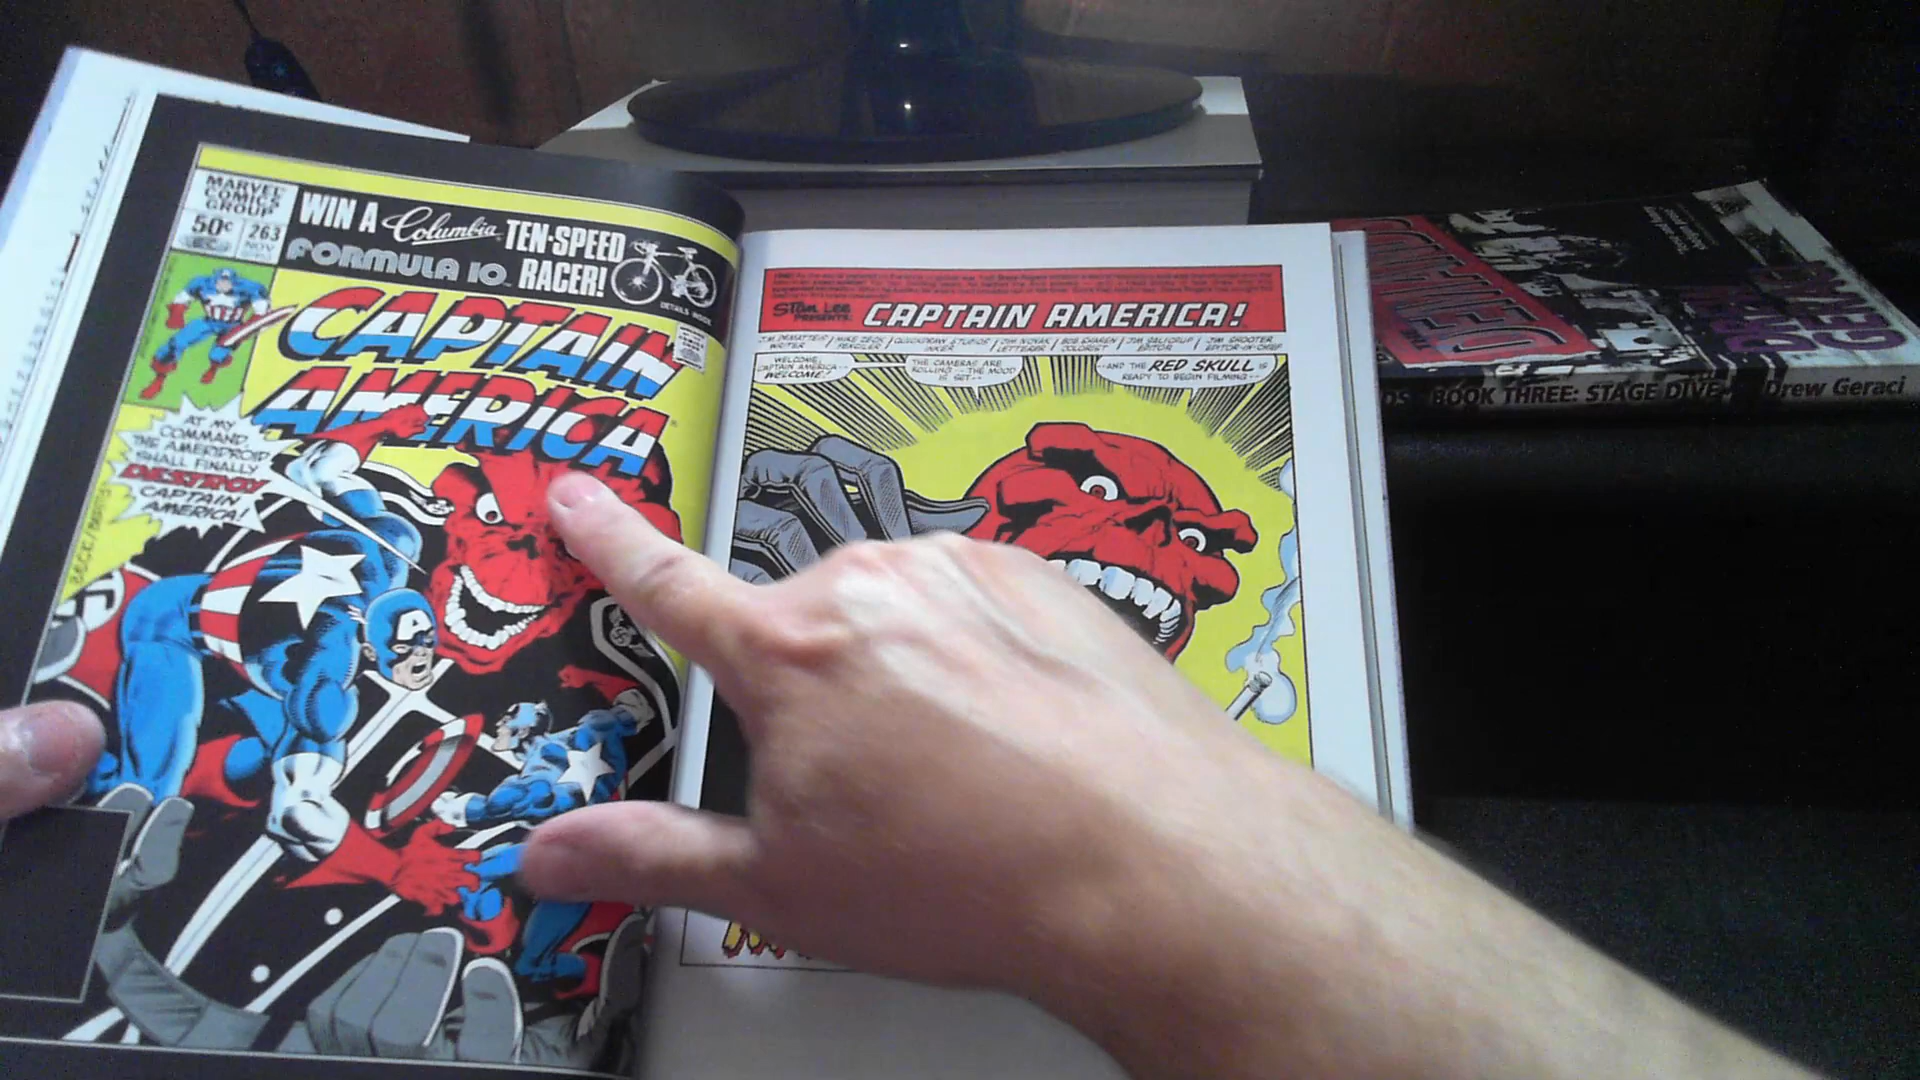 MARVEL
COMICS
GROUP
50¢
263
NOV
WIN A Columbia TEN-SPEED
FORMULA 10 RACER!
DETAILS INSIDE
CAPTAIN
AMERICA
AT MY
COMMAND,
THE AMERIDROID
SHALL FINALLY
DESTROY
CAPTAIN
AMERICA!
STAN LEE
PRESENTS:
CAPTAIN AMERICA!
J.M. DEMATTEIS
WRITER
MIKE ZECK
PENCILER
QUICKDRAW STUDIOS
INKER
JIM NOVAK
LETTERER
BOB SHAREN
COLORIST
JIM SALICRUP
EDITOR
JIM SHOOTER
EDITOR-IN-CHIEF
WELCOME,
CAPTAIN AMERICA--
WELCOME!
THE CAMERAS ARE
ROLLING--THE MOOD
IS SET--
--AND THE RED SKULL IS
READY TO BEGIN FILMING--
BOOK THREE: STAGE DIVE
Drew Geraci